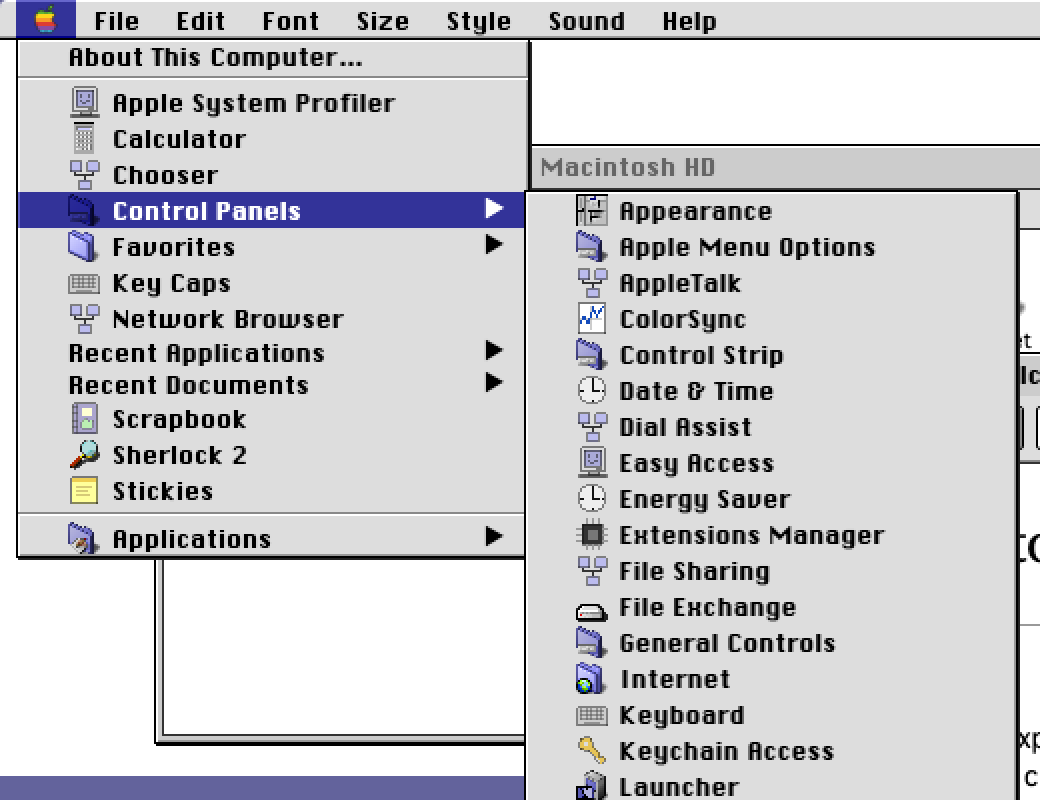 File Edit Font Size Style Sound Help
About This Computer...
Apple System Profiler
Calculator
Chooser
Control Panels
Favorites
Key Caps
Network Browser
Recent Applications
Recent Documents
Scrapbook
Sherlock 2
Stickies
Applications
Macintosh HD
Appearance
Apple Menu Options
AppleTalk
ColorSync
Control Strip
Date & Time
Dial Assist
Easy Access
Energy Saver
Extensions Manager
File Sharing
File Exchange
General Controls
Internet
Keyboard
Keychain Access
Launcher